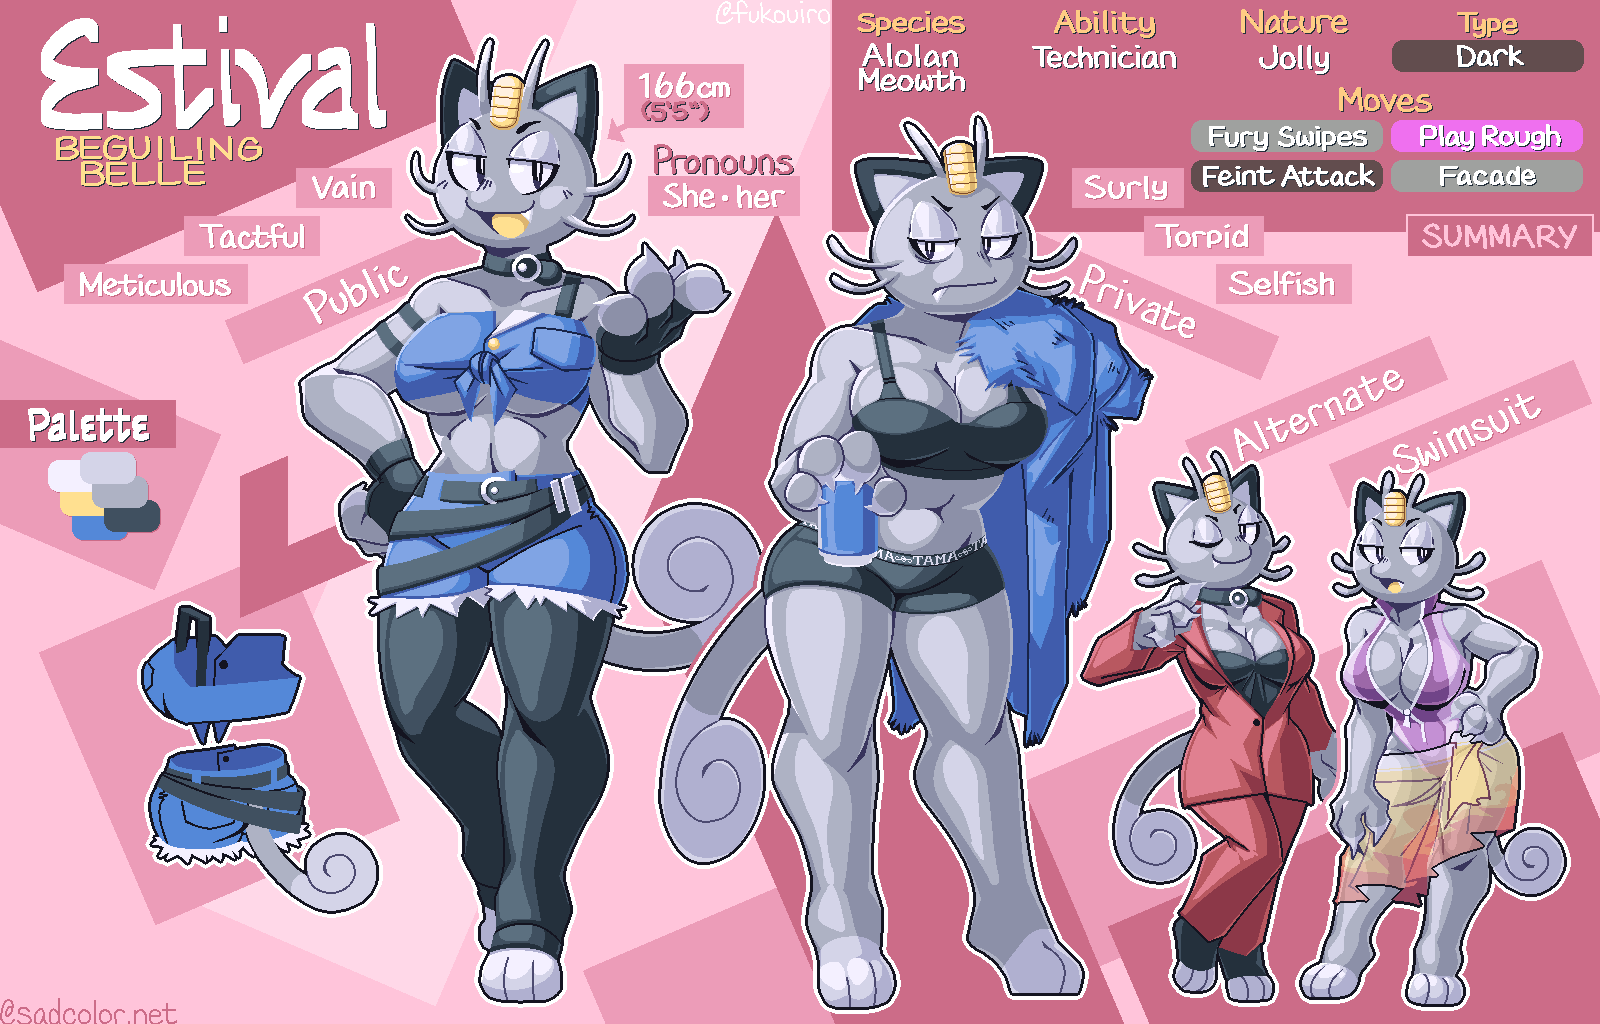 Estival
BEGUILING
BELLE
@fukouiro
166cm
(5'5")
Pronouns
She • her
Vain
Tactful
Meticulous
Public
Species
Alolan
Meowth
Ability
Technician
Nature
Jolly
Type
Dark
Moves
Fury Swipes
Play Rough
Feint Attack
Facade
SUMMARY
Surly
Torpid
Selfish
Private
Palette
Alternate
Swimsuit
TAMA
@sadcolor.net